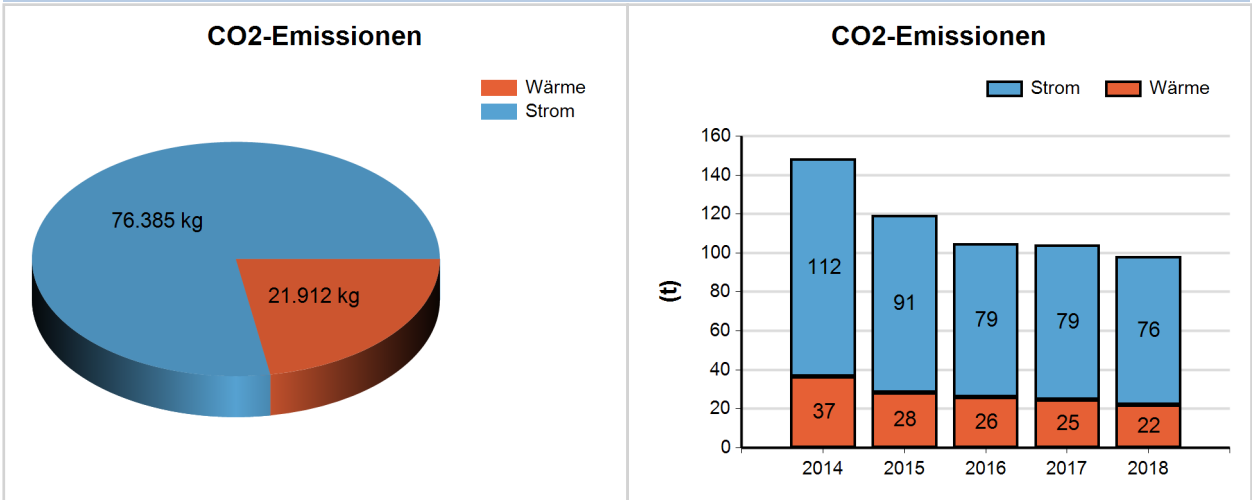 CO2-Emissionen
Wärme
Strom
76.385 kg
21.912 kg
CO2-Emissionen
Strom Wärme
160
140
120
100
80
60
40
20
0
(t)
112 91 79 79 76
37 28 26 25 22
2014 2015 2016 2017 2018